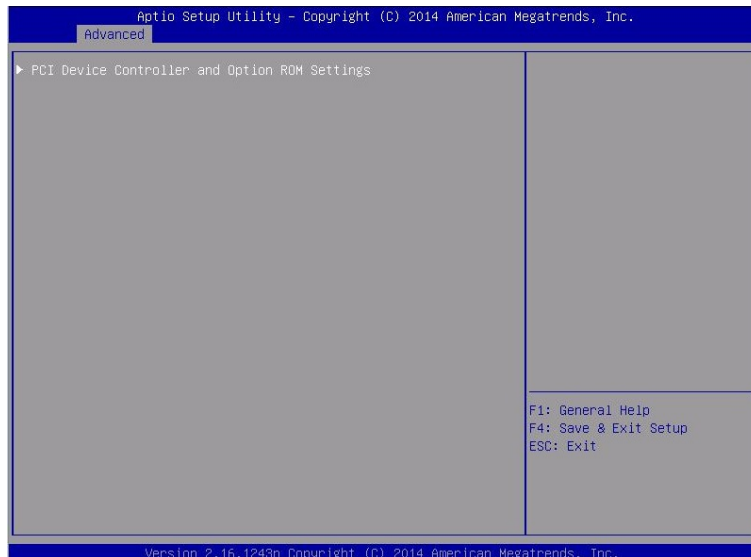 Aptio Setup Utility – Copyright (C) 2014 American Megatrends, Inc.
Advanced
▶ PCI Device Controller and Option ROM Settings
F1: General Help
F4: Save & Exit Setup
ESC: Exit
Version 2.16.1243n Copyright (C) 2014 American Megatrends, Inc.